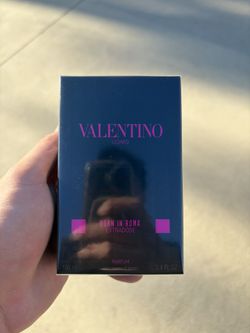 VALENTINO
UOMO
BORN IN ROMA
EXTRADOSE
PARFUM